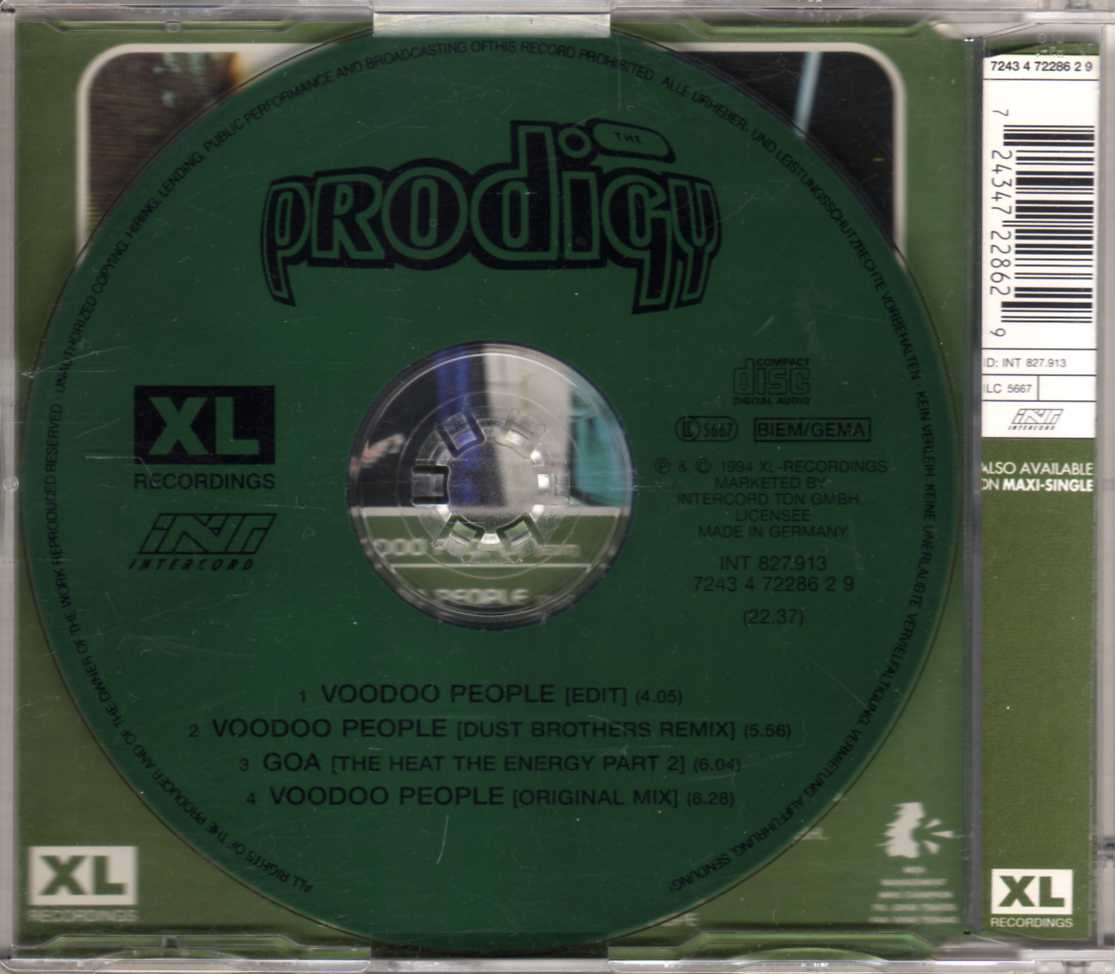 UNAUTHORIZED COPYING, HIRING, LENDING, PUBLIC PERFORMANCE AND BROADCASTING OFTHIS RECORD PROHIBITED. ALLE URHEBER- UND LEISTUNGSSCHUTZRECHTE VORBEHALTEN · KEIN VERLEIH! KEINE UNERLAUBTE VERVIELFÄLTIGUNG, VERMIETUNG, AUFFÜHRUNG, SENDUNG!
ALL RIGHTS OF THE PRODUCER AND OF THE OWNER OF THE WORK REPRODUCED RESERVED
THE
PRODIGY
XL
RECORDINGS
INT
INTERCORD
COMPACT
disc
DIGITAL AUDIO
LC 5667
BIEM/GEMA
℗ & © 1994 XL-RECORDINGS
MARKETED BY
INTERCORD TON GMBH.
LICENSEE
MADE IN GERMANY
INT 827.913
7243 4 72286 2 9
(22.37)
1 VOODOO PEOPLE [EDIT] (4.05)
2 VOODOO PEOPLE [DUST BROTHERS REMIX] (5.56)
3 GOA [THE HEAT THE ENERGY PART 2] (6.04)
4 VOODOO PEOPLE [ORIGINAL MIX] (6.28)
PEOPLE
XL
RECORDINGS
7243 4 72286 2 9
7 24347 22862 9
ID: INT 827.913
LC 5667
INT
INTERCORD
ALSO AVAILABLE
ON MAXI-SINGLE
XL
RECORDINGS